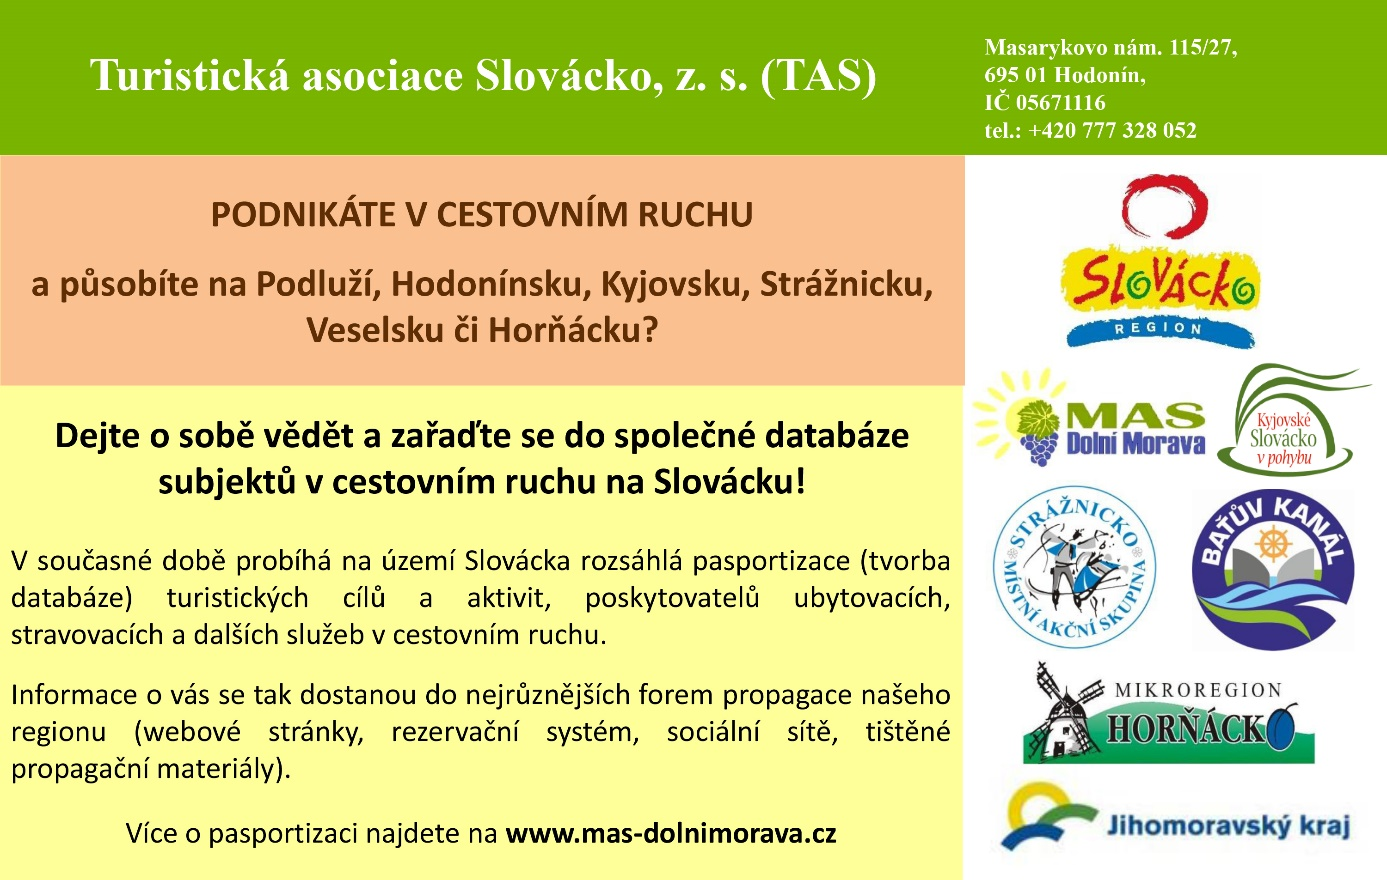 Turistická asociace Slovácko, z. s. (TAS)
Masarykovo nám. 115/27,
695 01 Hodonín,
IČ 05671116
tel.: +420 777 328 052
PODNIKÁTE V CESTOVNÍM RUCHU
a působíte na Podluží, Hodonínsku, Kyjovsku, Strážnicku,
Veselsku či Horňácku?
Dejte o sobě vědět a zařaďte se do společné databáze
subjektů v cestovním ruchu na Slovácku!
V současné době probíhá na území Slovácka rozsáhlá pasportizace (tvorba
databáze) turistických cílů a aktivit, poskytovatelů ubytovacích,
stravovacích a dalších služeb v cestovním ruchu.
Informace o vás se tak dostanou do nejrůznějších forem propagace našeho
regionu (webové stránky, rezervační systém, sociální sítě, tištěné
propagační materiály).
Více o pasportizaci najdete na www.mas-dolnimorava.cz
SLOVÁCKO
REGION
MAS
Dolní Morava
Kyjovské
Slovácko
v pohybu
STRÁŽNICKO
MÍSTNÍ AKČNÍ SKUPINA
BAŤŮV KANÁL
MIKROREGION
HORŇÁCKO
Jihomoravský kraj